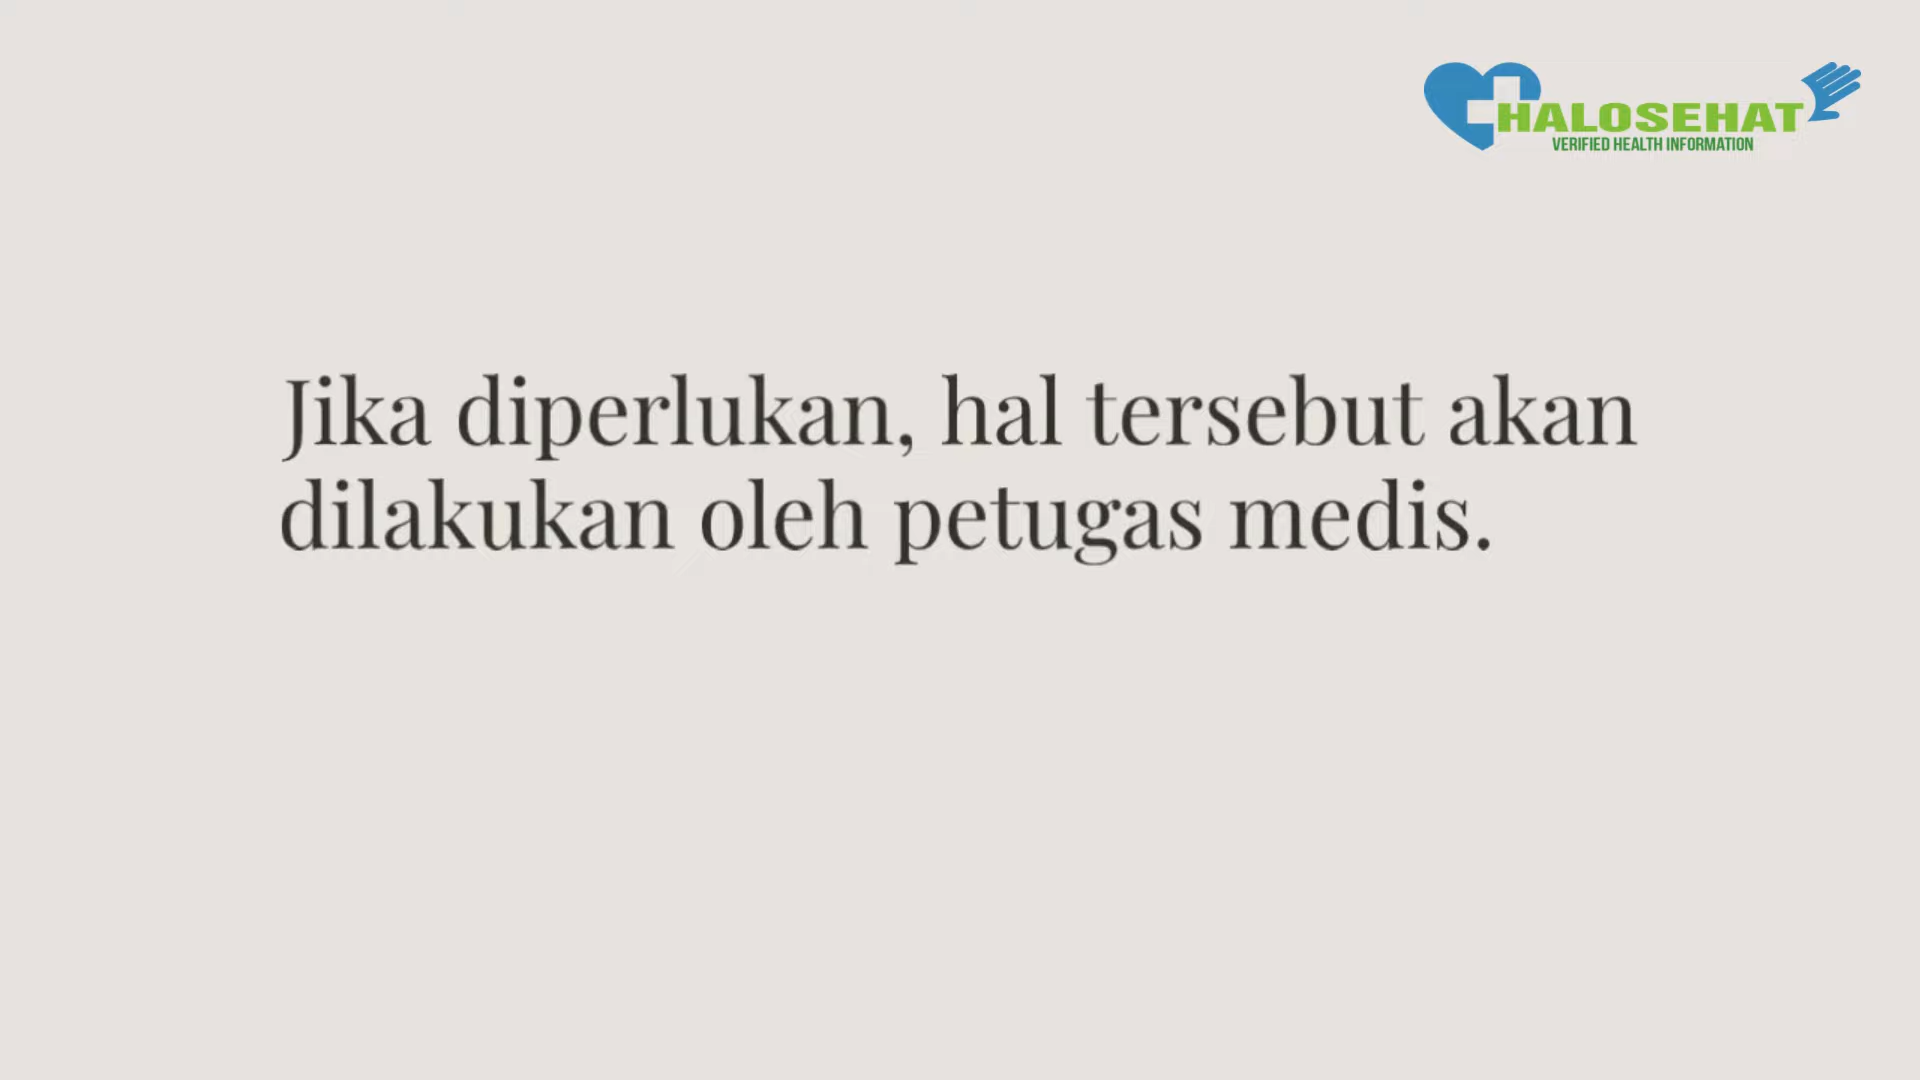 HALOSEHAT
VERIFIED HEALTH INFORMATION
Jika diperlukan, hal tersebut akan
dilakukan oleh petugas medis.